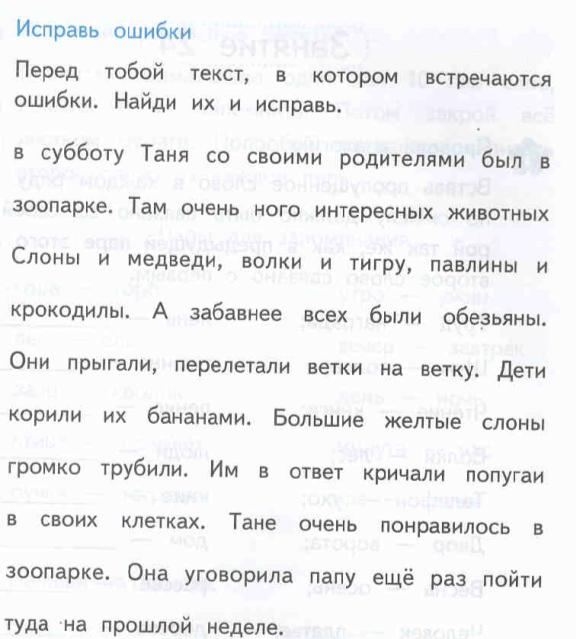 Исправь ошибки
Перед тобой текст, в котором встречаются
ошибки. Найди их и исправь.
в субботу Таня со своими родителями был в
зоопарке. Там очень ного интересных животных
Слоны и медведи, волки и тигру, павлины и
крокодилы. А забавнее всех были обезьяны.
Они прыгали, перелетали ветки на ветку. Дети
корили их бананами. Большие желтые слоны
громко трубили. Им в ответ кричали попугаи
в своих клетках. Тане очень понравилось в
зоопарке. Она уговорила папу ещё раз пойти
туда на прошлой неделе.